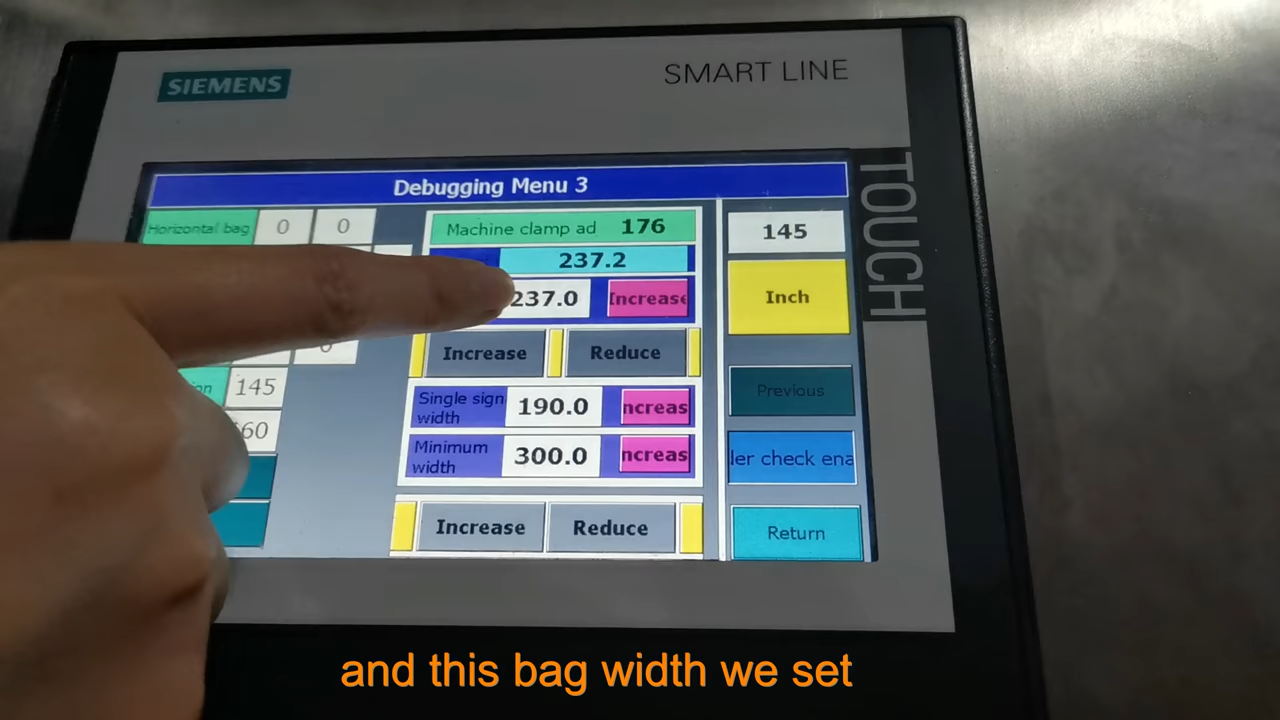 SIEMENS
SMART LINE
TOUCH
Debugging Menu 3
Horizontal bag 0 0
Machine clamp ad 176
145
237.2
237.0 Increase
Inch
0
Increase Reduce
145
Previous
Single sign width 190.0 ncreas
60
Minimum width 300.0 ncreas
ler check ena
Increase Reduce
Return
and this bag width we set